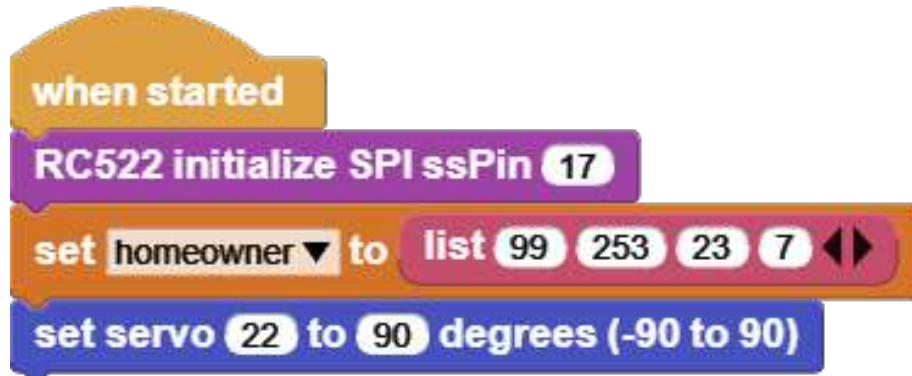 when started
RC522 initialize SPI ssPin 17
set homeowner to list 99 253 23 7
set servo 22 to 90 degrees (-90 to 90)